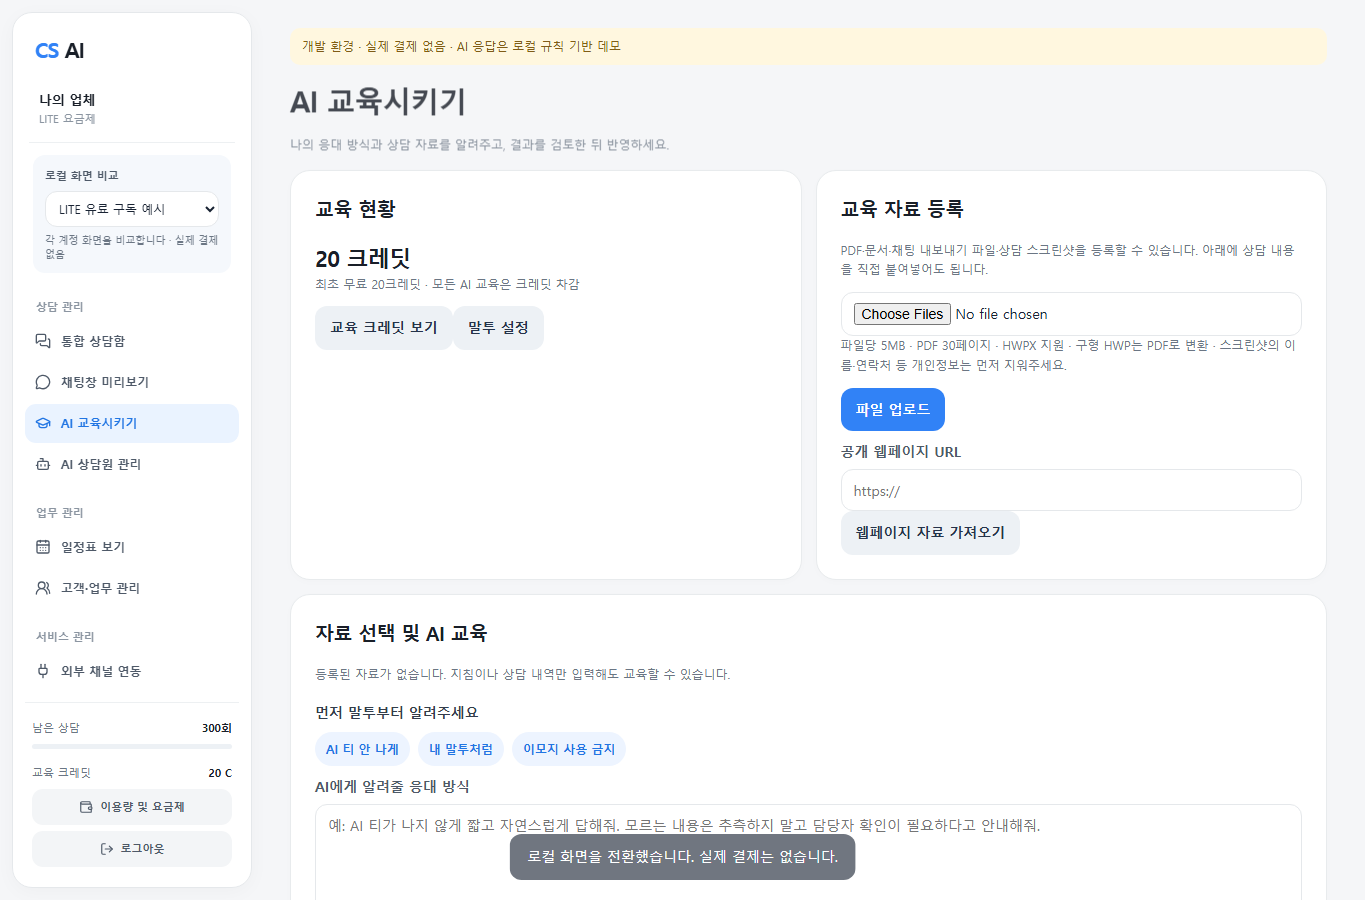 CS AI
나의 업체
LITE 요금제
로컬 화면 비교
LITE 유료 구독 예시
각 계정 화면을 비교합니다 · 실제 결제
없음
상담 관리
통합 상담함
채팅창 미리보기
AI 교육시키기
AI 상담원 관리
업무 관리
일정표 보기
고객·업무 관리
서비스 관리
외부 채널 연동
남은 상담 300회
교육 크레딧 20 C
이용량 및 요금제
로그아웃
개발 환경 · 실제 결제 없음 · AI 응답은 로컬 규칙 기반 데모
AI 교육시키기
나의 응대 방식과 상담 자료를 알려주고, 결과를 검토한 뒤 반영하세요.
교육 현황
20 크레딧
최초 무료 20크레딧 · 모든 AI 교육은 크레딧 차감
교육 크레딧 보기 말투 설정
교육 자료 등록
PDF·문서·채팅 내보내기 파일·상담 스크린샷을 등록할 수 있습니다. 아래에 상담 내용
을 직접 붙여넣어도 됩니다.
Choose Files No file chosen
파일당 5MB · PDF 30페이지 · HWPX 지원 · 구형 HWP는 PDF로 변환 · 스크린샷의 이
름·연락처 등 개인정보는 먼저 지워주세요.
파일 업로드
공개 웹페이지 URL
https://
웹페이지 자료 가져오기
자료 선택 및 AI 교육
등록된 자료가 없습니다. 지침이나 상담 내역만 입력해도 교육할 수 있습니다.
먼저 말투부터 알려주세요
AI 티 안 나게 내 말투처럼 이모지 사용 금지
AI에게 알려줄 응대 방식
예: AI 티가 나지 않게 짧고 자연스럽게 답해줘. 모르는 내용은 추측하지 말고 담당자 확인이 필요하다고 안내해줘.
로컬 화면을 전환했습니다. 실제 결제는 없습니다.